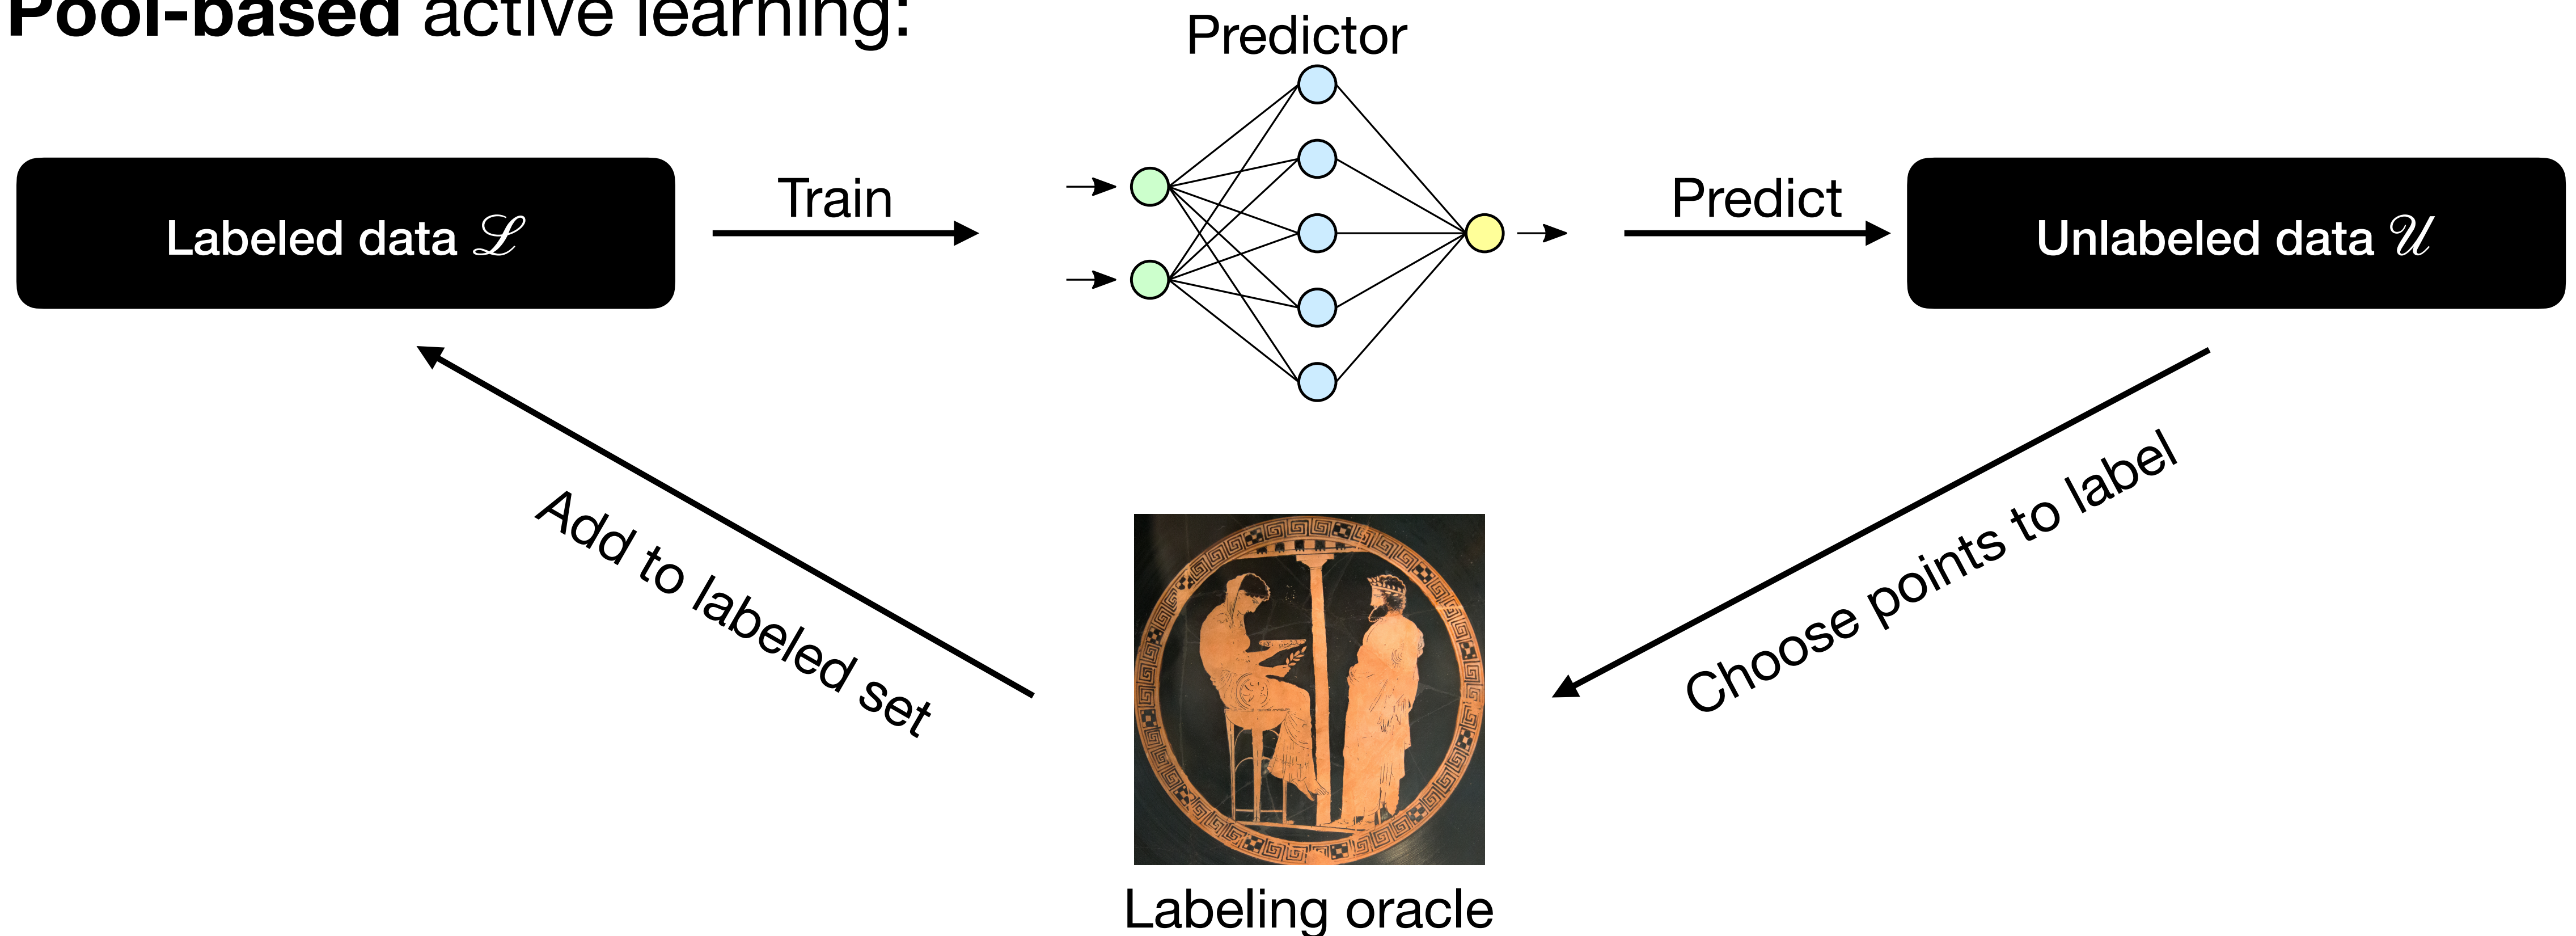 Pool-based active learning:
Predictor
Labeled data ℒ
Train
Predict
Unlabeled data 𝒰
Add to labeled set
Choose points to label
Labeling oracle